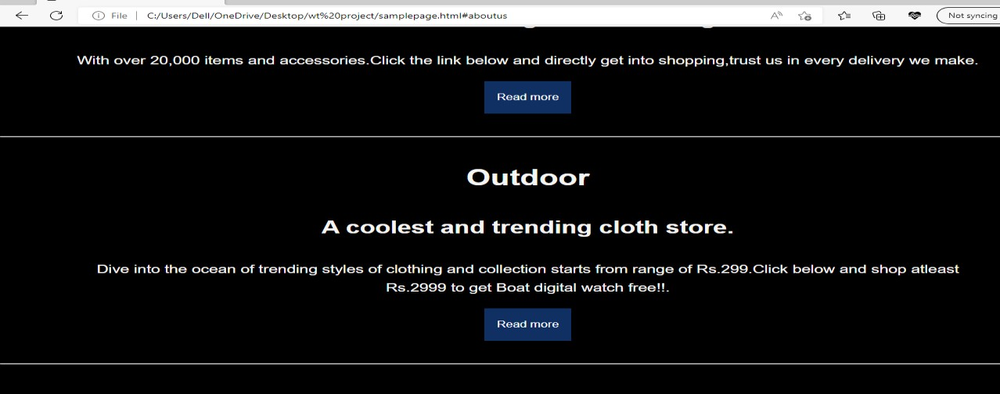 File
C:/Users/Dell/OneDrive/Desktop/wt%20project/samplepage.html#aboutus
Not syncing
With over 20,000 items and accessories.Click the link below and directly get into shopping,trust us in every delivery we make.
Read more
Outdoor
A coolest and trending cloth store.
Dive into the ocean of trending styles of clothing and collection starts from range of Rs.299.Click below and shop atleast
Rs.2999 to get Boat digital watch free!!.
Read more